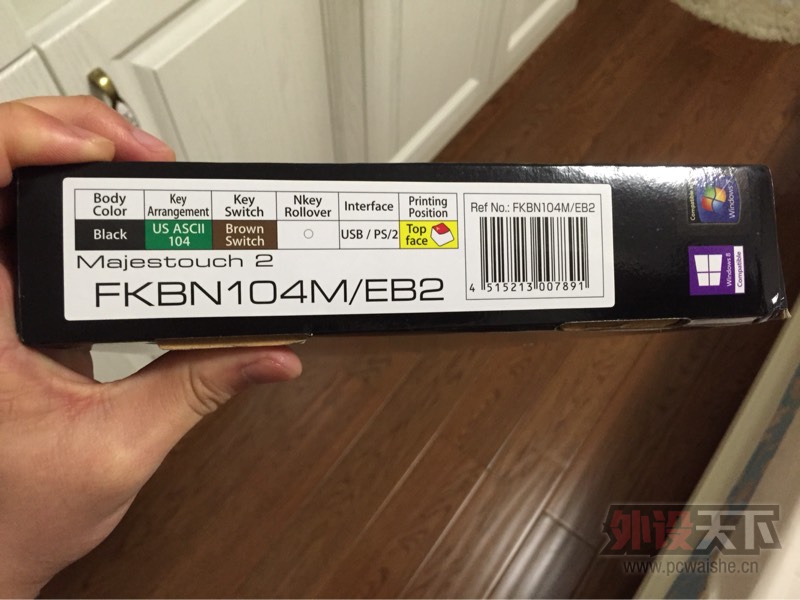 Body Color
Key Arrangement
Key Switch
Nkey Rollover
Interface
Printing Position
Black
US ASCII 104
Brown Switch
○
USB / PS/2
Top face
Majestouch 2
FKBN104M/EB2
Ref No.: FKBN104M/EB2
4 515213 007891
Compatible
Windows 7
Windows 8
Compatible
外设天下
www.pcwaishe.cn